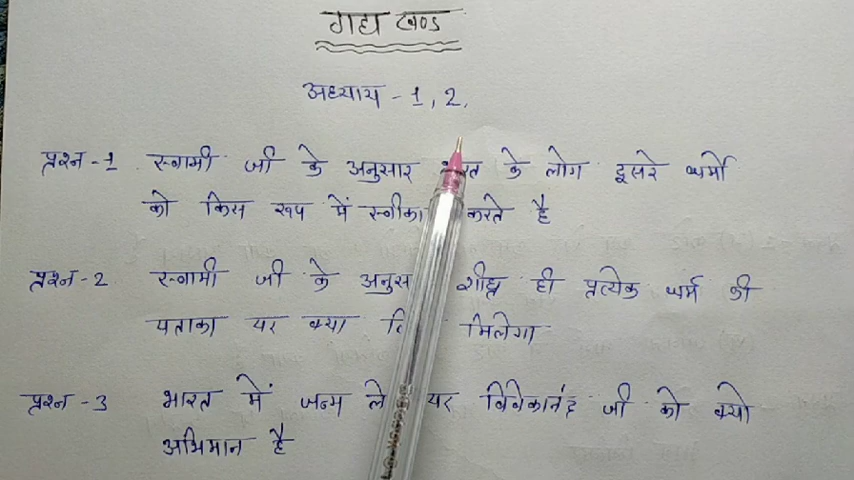 गद्य खण्ड
अध्याय - 1, 2,
प्रश्न - 1 स्वामी जी के अनुसार के लोग दूसरे धर्मो
को किस रूप में करते है
प्रश्न - 2 स्वामी जी के शीघ्र ही प्रत्येक धर्म की
पताका पर क्या मिलेगा
प्रश्न - 3 भारत में जन्म पर विवेकानंद जी को क्यो
अभिमान है